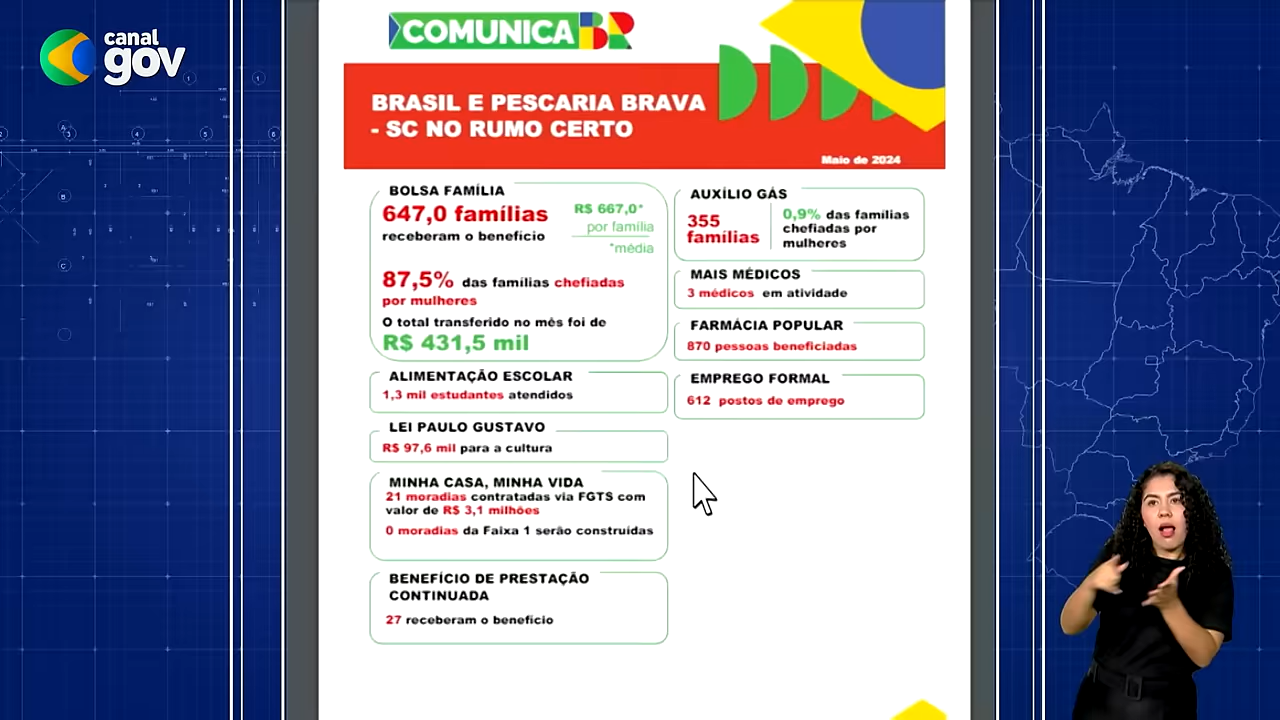 canal
gov
COMUNICA BR
BRASIL E PESCARIA BRAVA
- SC NO RUMO CERTO
Maio de 2024
BOLSA FAMÍLIA
647,0 famílias
receberam o benefício
R$ 667,0*
por família
*média
87,5% das famílias chefiadas
por mulheres
O total transferido no mês foi de
R$ 431,5 mil
ALIMENTAÇÃO ESCOLAR
1,3 mil estudantes atendidos
LEI PAULO GUSTAVO
R$ 97,6 mil para a cultura
MINHA CASA, MINHA VIDA
21 moradias contratadas via FGTS com
valor de R$ 3,1 milhões
0 moradias da Faixa 1 serão construídas
BENEFÍCIO DE PRESTAÇÃO
CONTINUADA
27 receberam o benefício
AUXÍLIO GÁS
355
famílias
0,9% das famílias
chefiadas por
mulheres
MAIS MÉDICOS
3 médicos em atividade
FARMÁCIA POPULAR
870 pessoas beneficiadas
EMPREGO FORMAL
612 postos de emprego